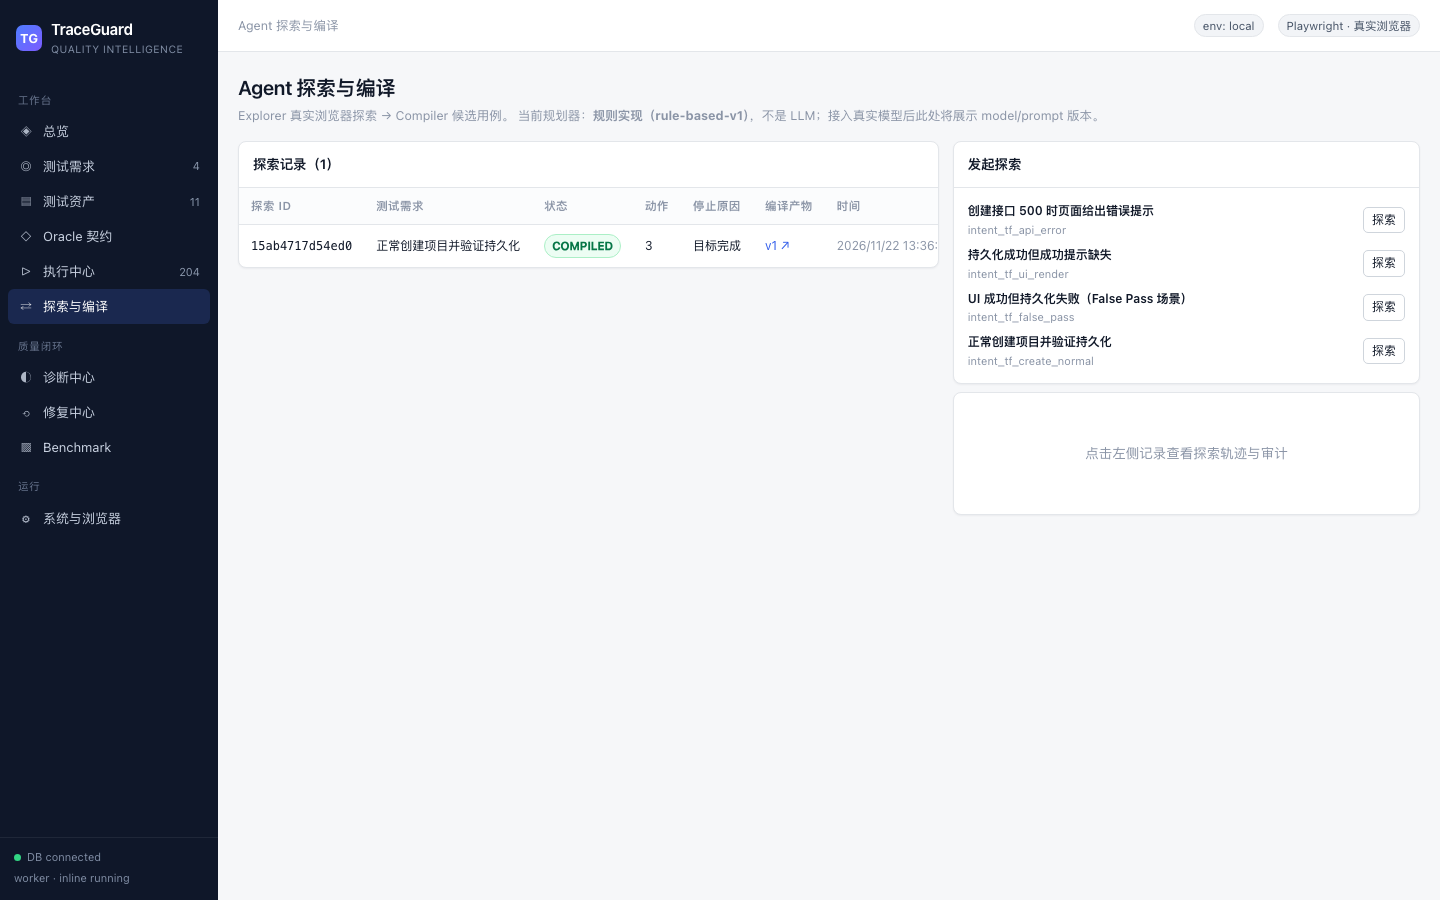 TG
TraceGuard
QUALITY INTELLIGENCE
工作台
总览
测试需求 4
测试资产 11
Oracle 契约
执行中心 204
探索与编译
质量闭环
诊断中心
修复中心
Benchmark
运行
系统与浏览器
DB connected
worker · inline running
Agent 探索与编译
env: local
Playwright · 真实浏览器
Agent 探索与编译
Explorer 真实浏览器探索 → Compiler 候选用例。 当前规划器：规则实现（rule-based-v1），不是 LLM；接入真实模型后此处将展示 model/prompt 版本。
探索记录（1）
探索 ID 测试需求 状态 动作 停止原因 编译产物 时间
15ab4717d54ed0 正常创建项目并验证持久化 COMPILED 3 目标完成 v1 ↗ 2026/11/22 13:36:
发起探索
创建接口 500 时页面给出错误提示
intent_tf_api_error
探索
持久化成功但成功提示缺失
intent_tf_ui_render
探索
UI 成功但持久化失败（False Pass 场景）
intent_tf_false_pass
探索
正常创建项目并验证持久化
intent_tf_create_normal
探索
点击左侧记录查看探索轨迹与审计